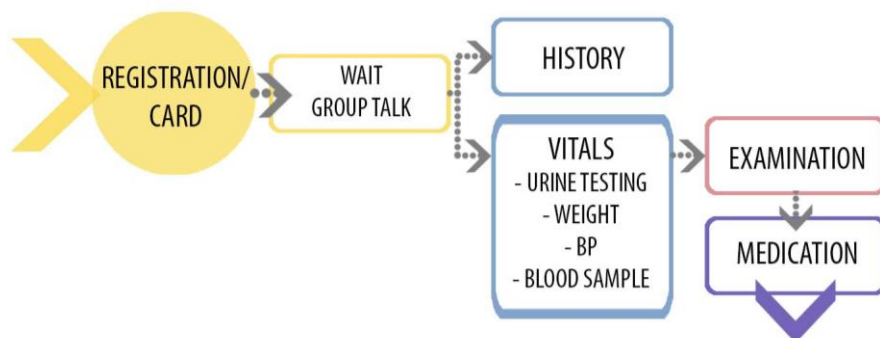 REGISTRATION/
CARD
WAIT
GROUP TALK
HISTORY
VITALS
- URINE TESTING
- WEIGHT
- BP
- BLOOD SAMPLE
EXAMINATION
MEDICATION